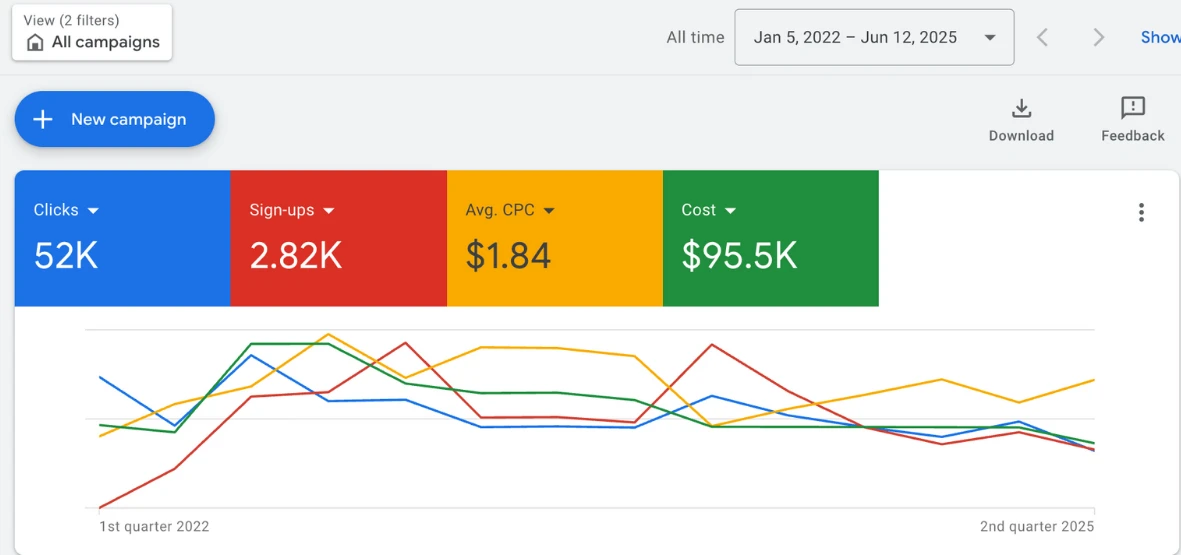 View (2 filters)
All campaigns
All time
Jan 5, 2022 – Jun 12, 2025
Show
New campaign
Download
Feedback
Clicks
Sign-ups
Avg. CPC
Cost
52K
2.82K
$1.84
$95.5K
1st quarter 2022
2nd quarter 2025